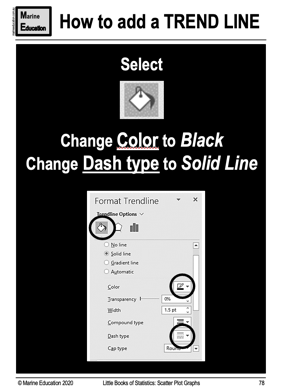 Marine
Education
How to add a TREND LINE
Select
Change Color to Black
Change Dash type to Solid Line
Format Trendline
Trendline Options
No line
Solid line
Gradient line
Automatic
Color
Transparency 0%
Width 1.5 pt
Compound type
Dash type
Cap type Round
© Marine Education 2020 Little Books of Statistics: Scatter Plot Graphs 78